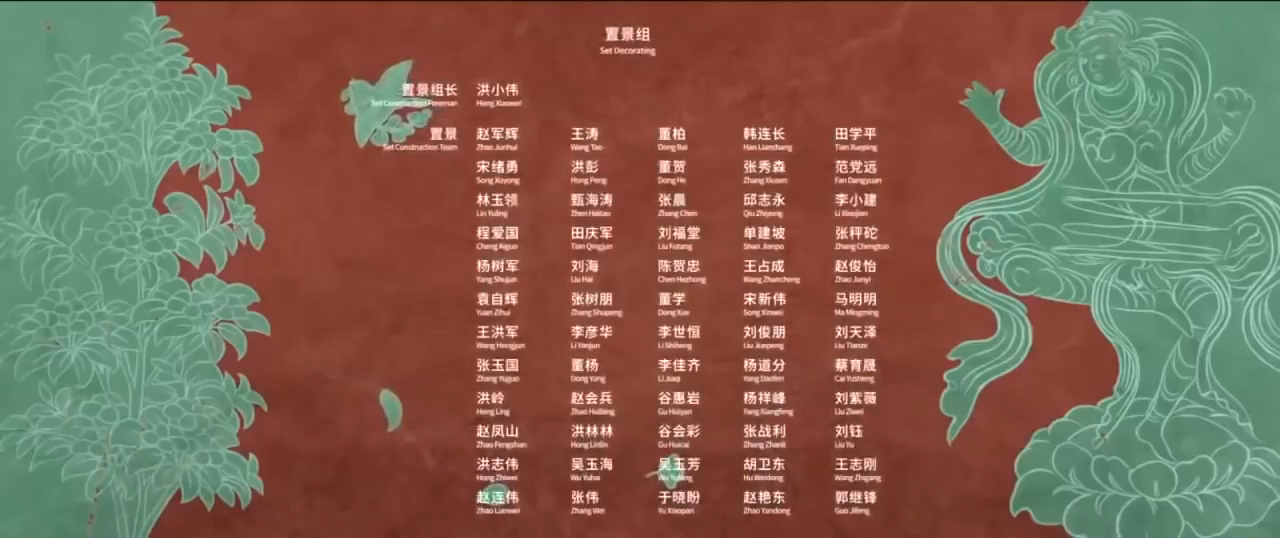 置景组
Set Decorating
置景组长 洪小伟
Set Construction Foreman Hong Xiaowei
置景 赵军辉 王涛 董柏 韩连长 田学平
Set Construction Team Zhao Junhui Wang Tao Dong Bai Han Lianchang Tian Xueping
宋绪勇 洪彭 董贺 张秀森 范党远
Song Xuyong Hong Peng Dong He Zhang Xiusen Fan Dangyuan
林玉领 甄海涛 张晨 邱志永 李小建
Lin Yuling Zhen Haitao Zhang Chen Qiu Zhiyong Li Xiaojian
程爱国 田庆军 刘福堂 单建坡 张秤砣
Cheng Aiguo Tian Qingjun Liu Futang Shan Jianpo Zhang Chengtuo
杨树军 刘海 陈贺忠 王占成 赵俊怡
Yang Shujun Liu Hai Chen Hezhong Wang Zhancheng Zhao Junyi
袁自辉 张树朋 董学 宋新伟 马明明
Yuan Zihui Zhang Shupeng Dong Xue Song Xinwei Ma Mingming
王洪军 李彦华 李世恒 刘俊朋 刘天泽
Wang Hongjun Li Yanjun Li Shiheng Liu Junpeng Liu Tianze
张玉国 董杨 李佳齐 杨道分 蔡育晟
Zhang Yuguo Dong Yang Li Jiaqi Yang Daofen Cai Yusheng
洪岭 赵会兵 谷惠岩 杨祥峰 刘紫薇
Hong Ling Zhao Huibing Gu Huiyan Yang Xiangfeng Liu Ziwei
赵凤山 洪林林 谷会彩 张战利 刘钰
Zhao Fengshan Hong Linlin Gu Huicai Zhang Zhanli Liu Yu
洪志伟 吴玉海 吴玉芳 胡卫东 王志刚
Hong Zhiwei Wu Yuhai Wu Yufang Hu Weidong Wang Zhigang
赵连伟 张伟 于晓盼 赵艳东 郭继锋
Zhao Lianwei Zhang Wei Yu Xiaopan Zhao Yandong Guo Jifeng